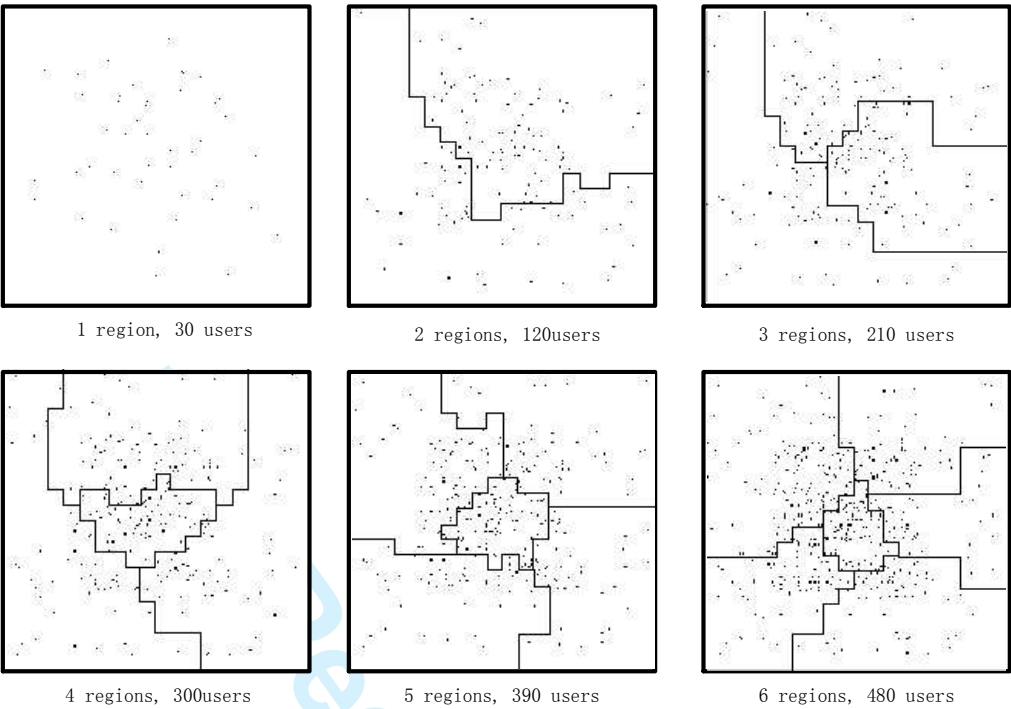 1 region, 30 users
2 regions, 120users
3 regions, 210 users
4 regions, 300users
5 regions, 390 users
6 regions, 480 users